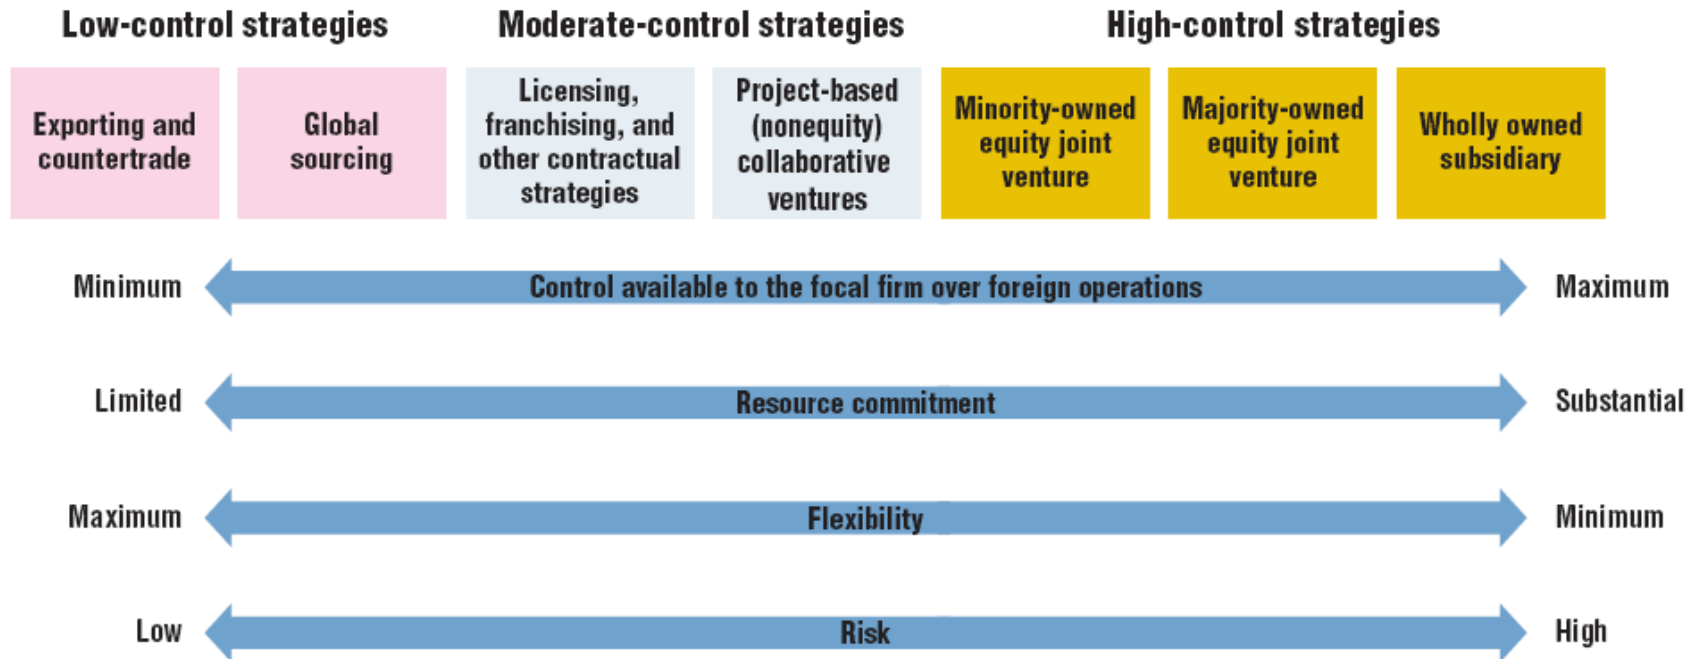 Low-control strategies
Moderate-control strategies
High-control strategies
Exporting and
countertrade
Global
sourcing
Licensing,
franchising, and
other contractual
strategies
Project-based
(nonequity)
collaborative
ventures
Minority-owned
equity joint
venture
Majority-owned
equity joint
venture
Wholly owned
subsidiary
Minimum
Control available to the focal firm over foreign operations
Maximum
Limited
Resource commitment
Substantial
Maximum
Flexibility
Minimum
Low
Risk
High